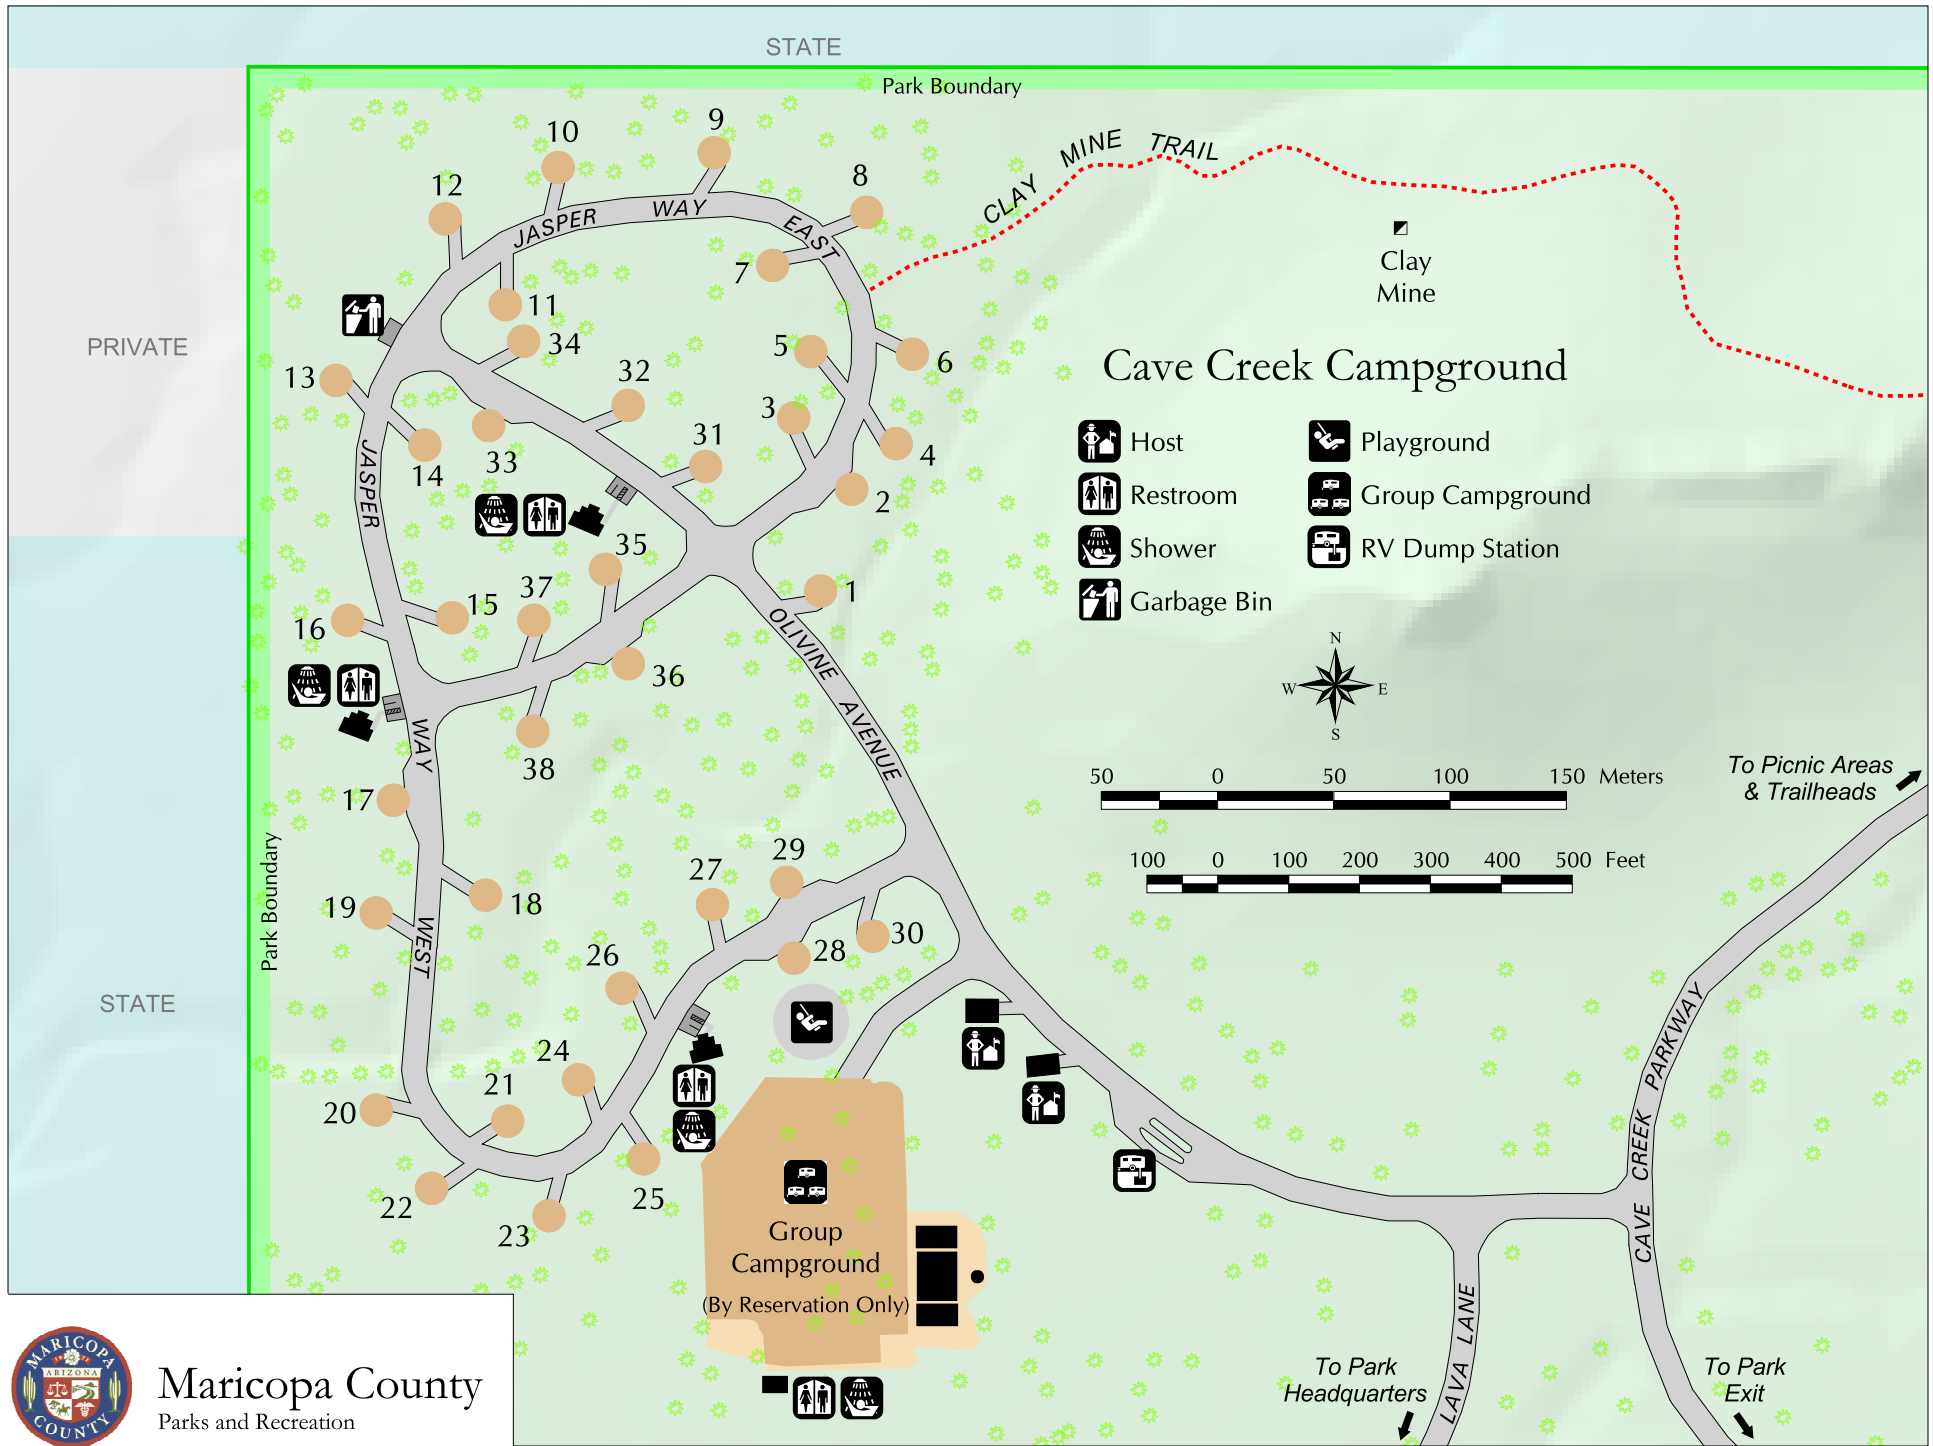 STATE
Park Boundary
PRIVATE
STATE
Park Boundary
CLAY MINE TRAIL
Clay
Mine
JASPER WAY EAST
JASPER WAY WEST
OLIVINE AVENUE
CAVE CREEK PARKWAY
LAVA LANE
1
2
3
4
5
6
7
8
9
10
11
12
13
14
15
16
17
18
19
20
21
22
23
24
25
26
27
28
29
30
31
32
33
34
35
36
37
38
Cave Creek Campground
Host
Restroom
Shower
Garbage Bin
Playground
Group Campground
RV Dump Station
N
W E
S
50 0 50 100 150 Meters
100 0 100 200 300 400 500 Feet
To Picnic Areas
& Trailheads
Group
Campground
(By Reservation Only)
To Park
Headquarters
To Park
Exit
MARICOPA
ARIZONA
COUNTY
Maricopa County
Parks and Recreation